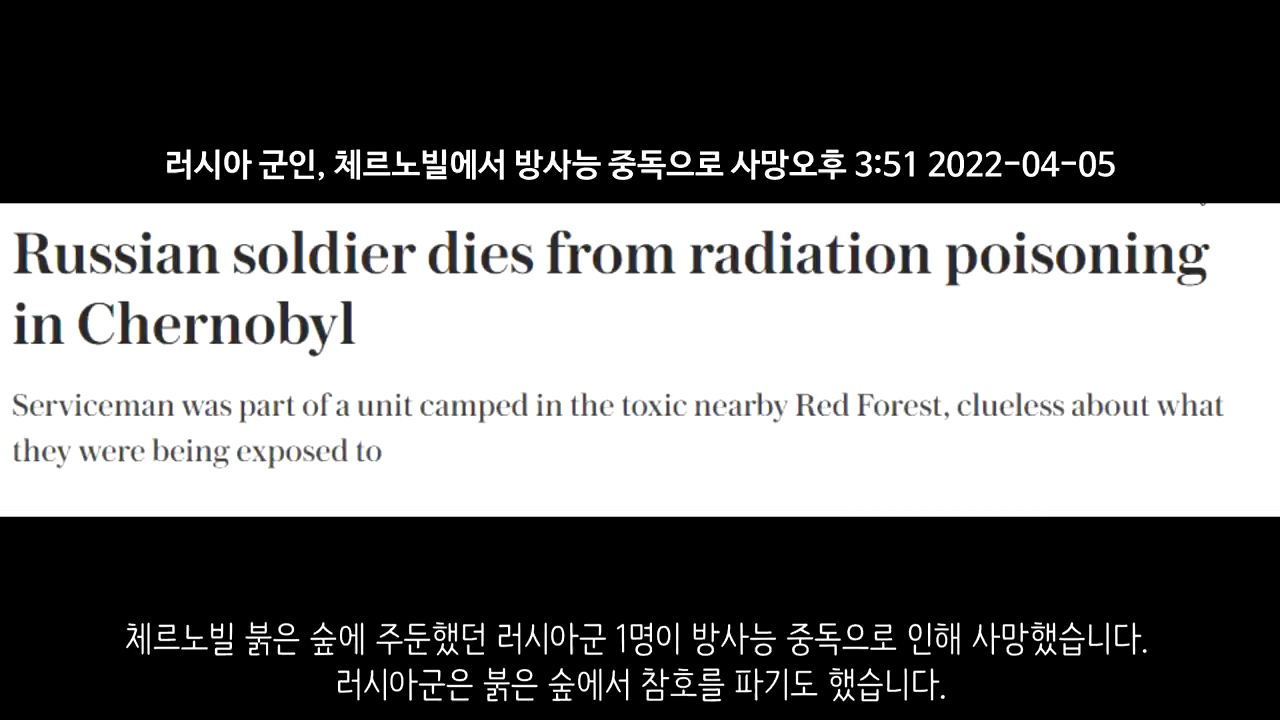 러시아 군인, 체르노빌에서 방사능 중독으로 사망오후 3:51 2022-04-05
Russian soldier dies from radiation poisoning
in Chernobyl
Serviceman was part of a unit camped in the toxic nearby Red Forest, clueless about what
they were being exposed to
체르노빌 붉은 숲에 주둔했던 러시아군 1명이 방사능 중독으로 인해 사망했습니다.
러시아군은 붉은 숲에서 참호를 파기도 했습니다.